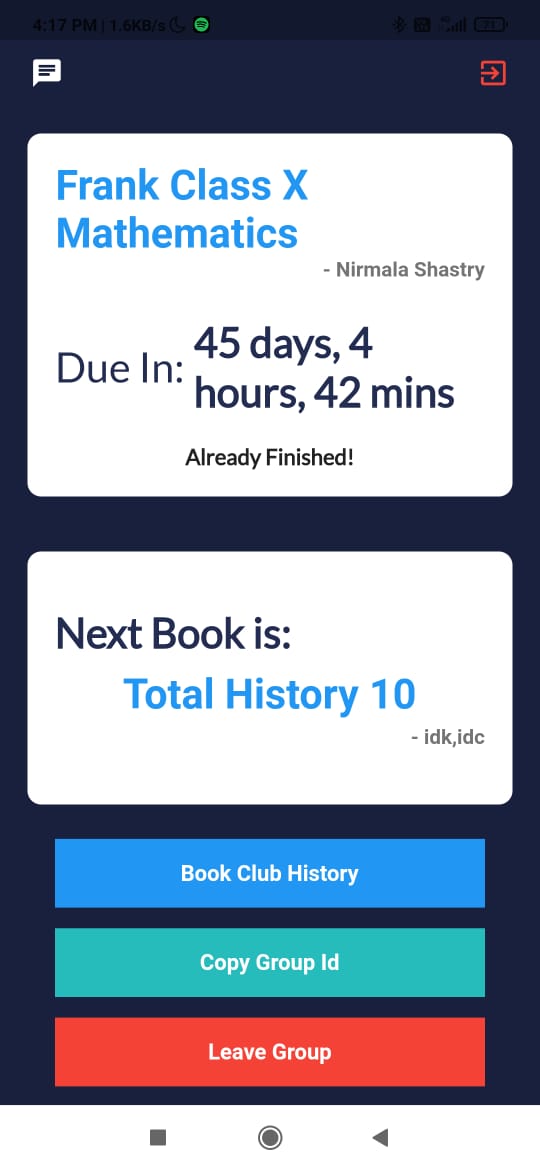 4:17 PM | 1.6KB/s
71
Frank Class X
Mathematics
- Nirmala Shastry
Due In: 45 days, 4
hours, 42 mins
Already Finished!
Next Book is:
Total History 10
- idk,idc
Book Club History
Copy Group Id
Leave Group